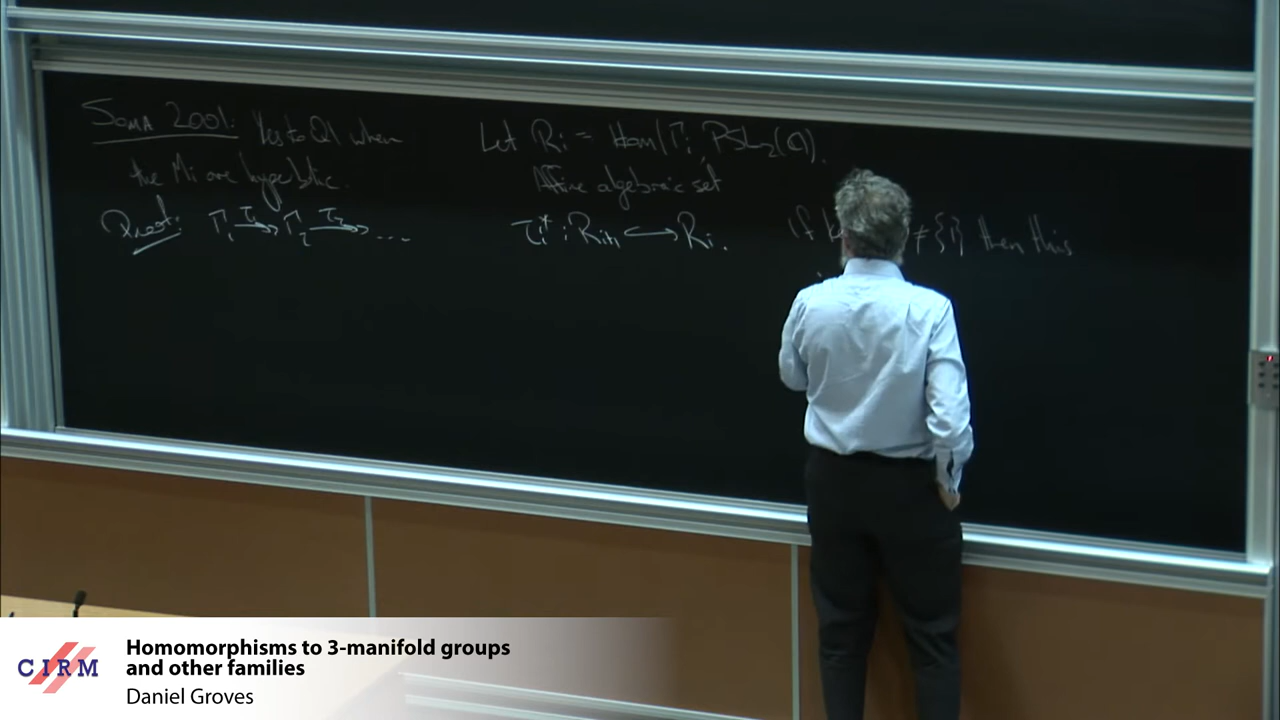 SOMA 2001: Yes to Q1 when
the Mi are hyperbolic.
Proof: Γ₁ →^{τ₁} Γ₂ →^{τ₂} ...
Let Ri = Hom(Γi, PSL₂(ℂ)).
Affine algebraic set
τi* : Ri+1 ↪ Ri.
if ≠ {1} then this
CIRM
Homomorphisms to 3-manifold groups
and other families
Daniel Groves